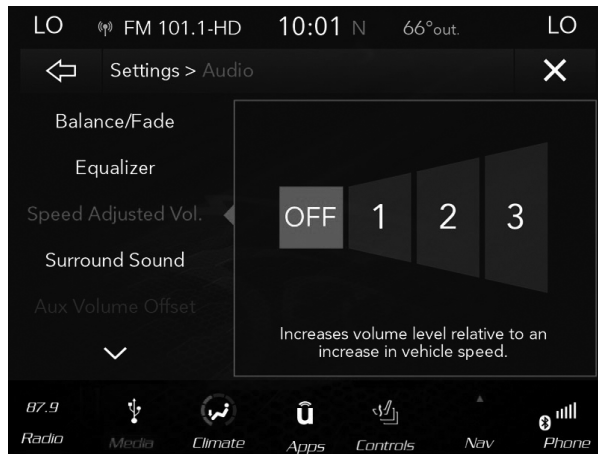 LO FM 101.1-HD 10:01 N 66°out. LO
Settings > Audio
Balance/Fade
Equalizer
Speed Adjusted Vol.
Surround Sound
Aux Volume Offset
OFF 1 2 3
Increases volume level relative to an
increase in vehicle speed.
87.9
Radio Media Climate Apps Controls Nav Phone